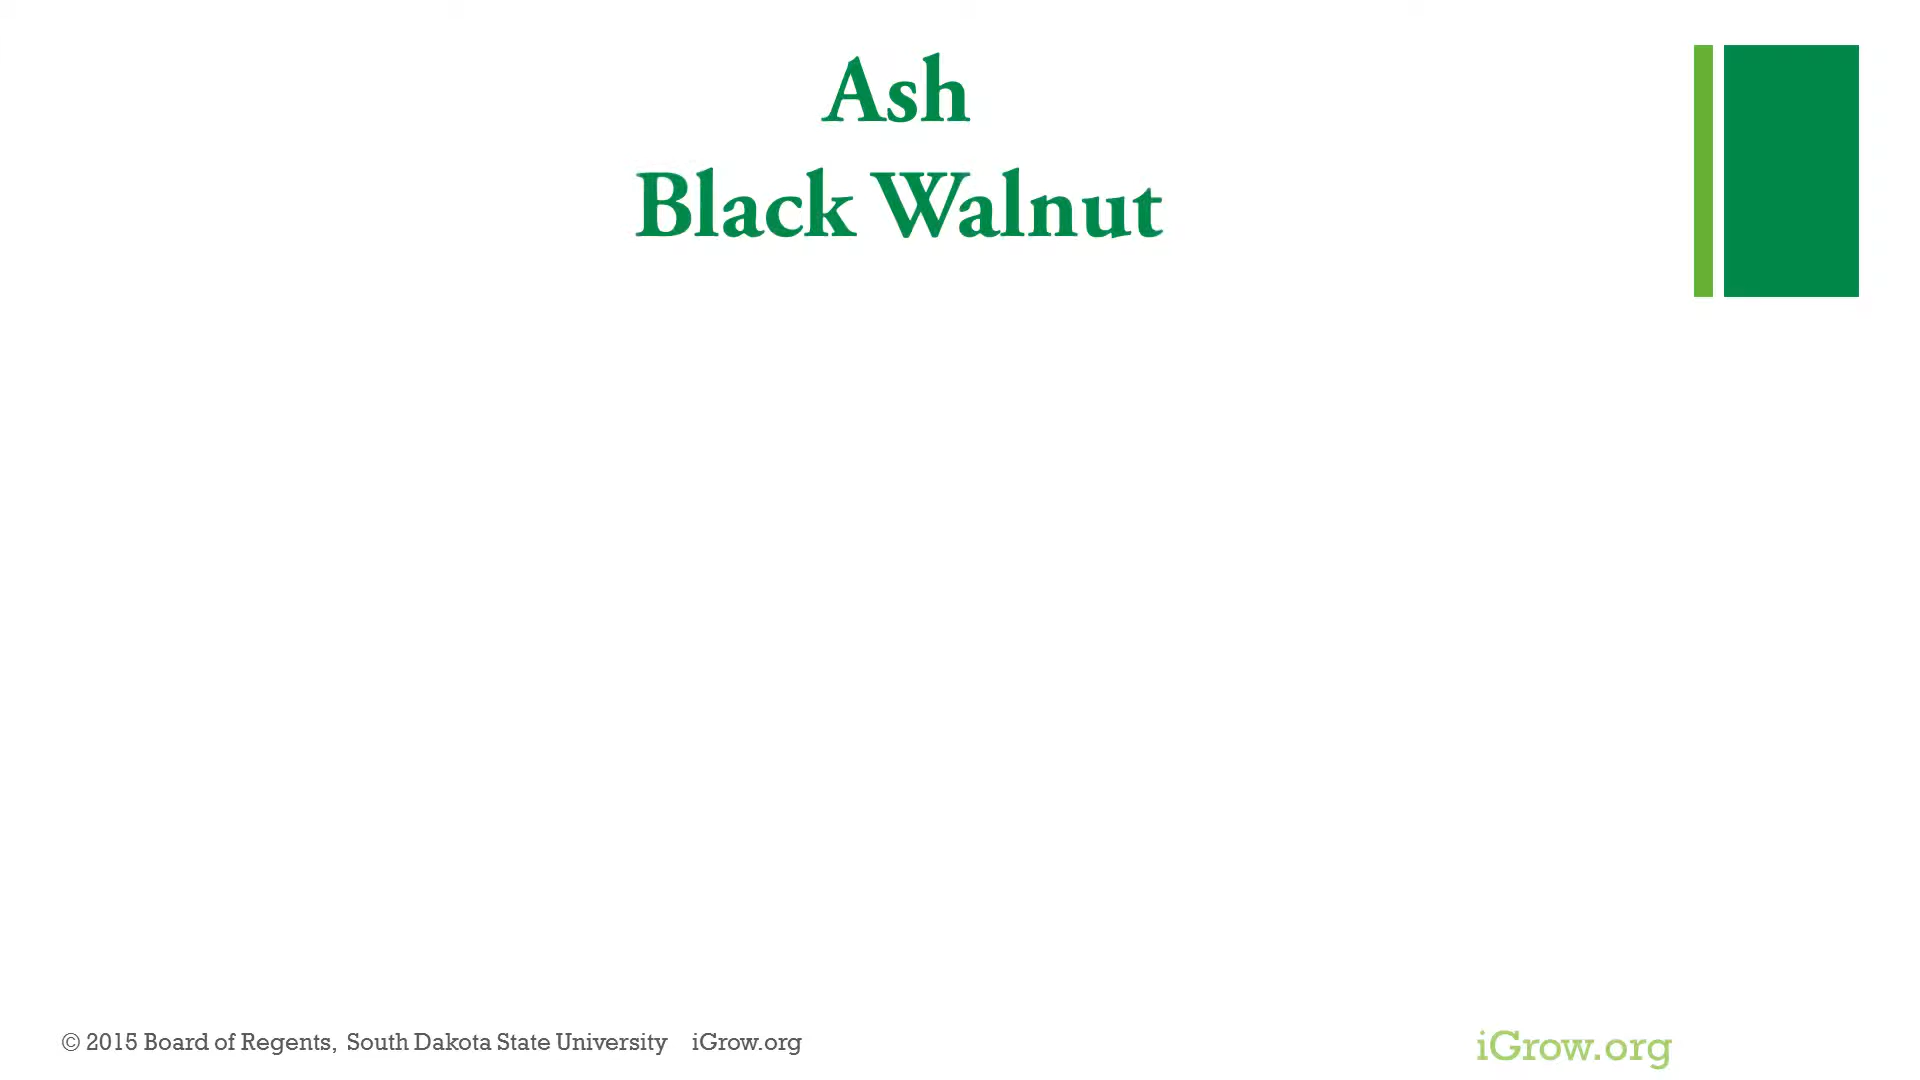 Ash
Black Walnut
© 2015 Board of Regents, South Dakota State University iGrow.org
iGrow.org